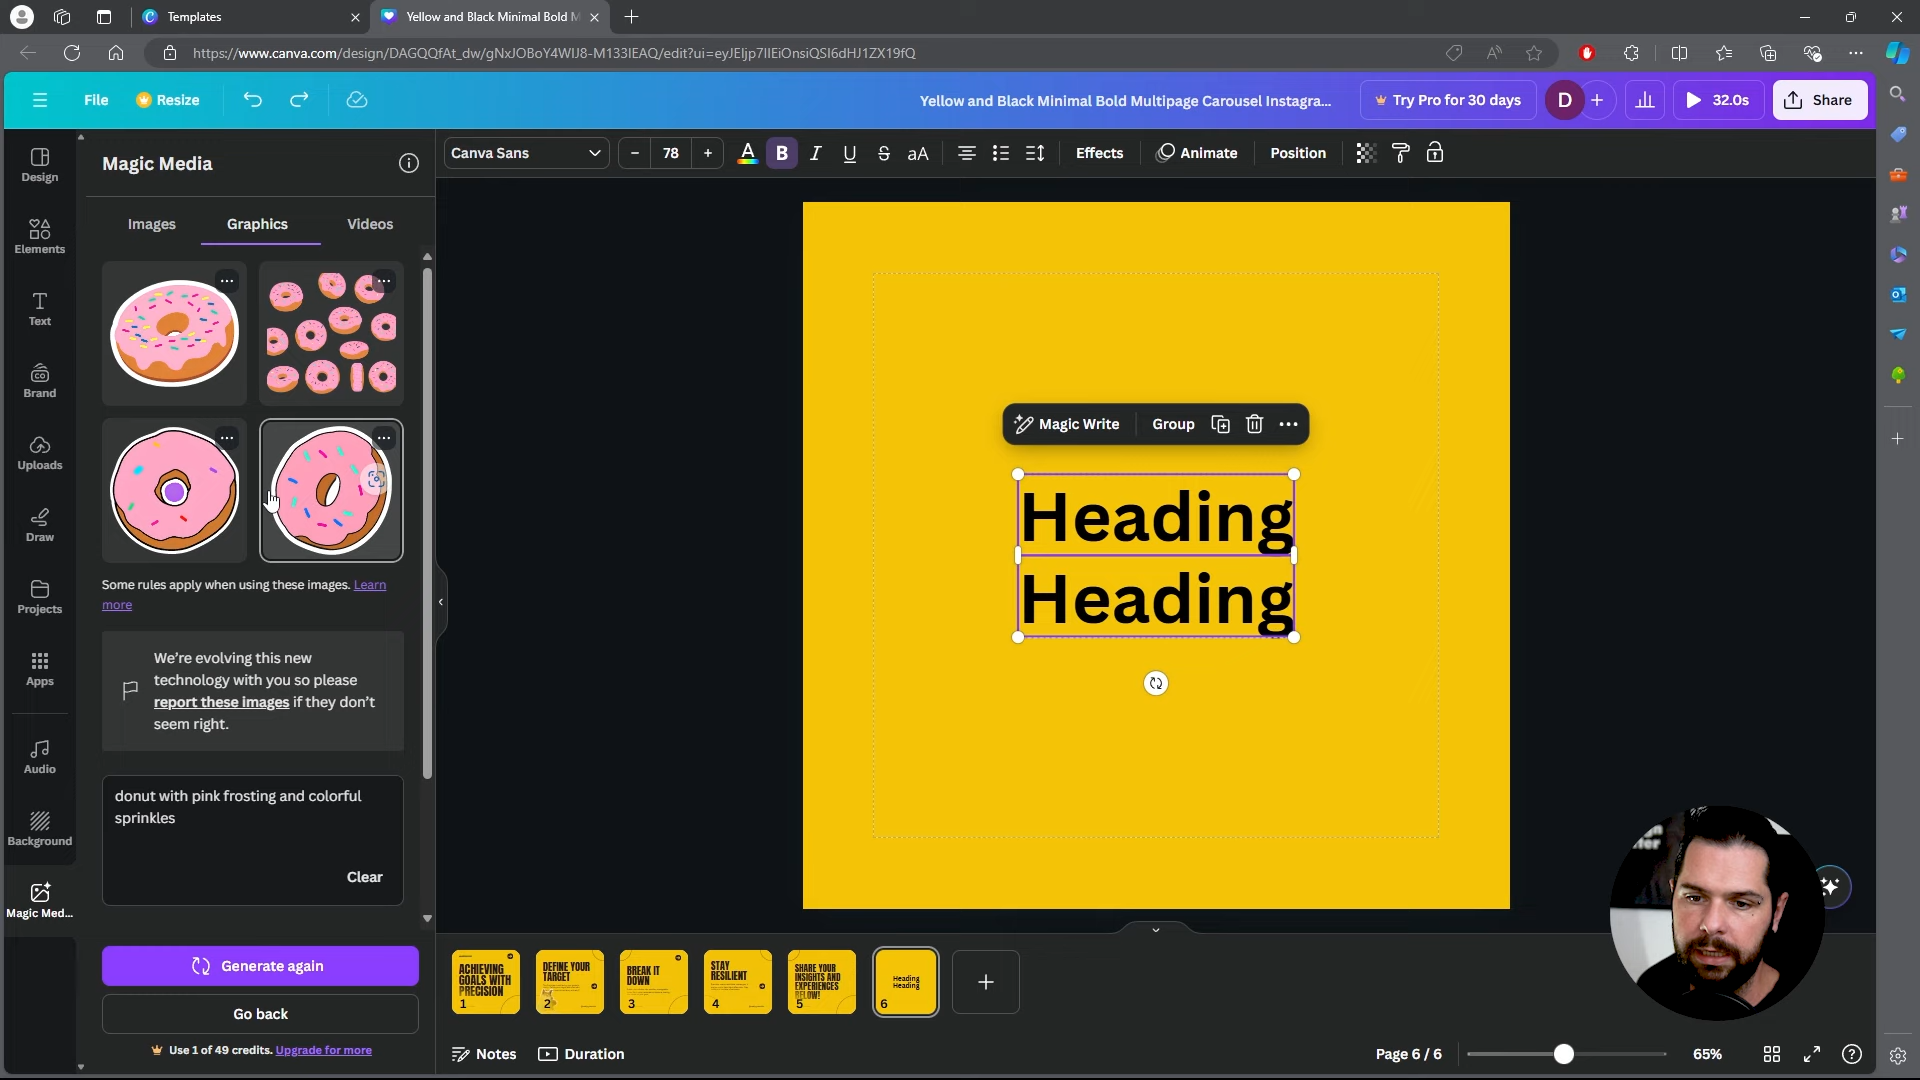 Templates
Yellow and Black Minimal Bold M
https://www.canva.com/design/DAGQQfAt_dw/gNxJOBoY4WIJ8-M133IEAQ/edit?ui=eyJEIjp7IlEiOnsiQSI6dHJ1ZX19fQ
File
Resize
Yellow and Black Minimal Bold Multipage Carousel Instagra...
Try Pro for 30 days
D
32.0s
Share
Canva Sans
78
A
B
I
U
S
aA
Effects
Animate
Position
Design
Elements
Text
Brand
Uploads
Draw
Projects
Apps
Audio
Background
Magic Med...
Magic Media
Images
Graphics
Videos
Some rules apply when using these images. Learn
more
We're evolving this new
technology with you so please
report these images if they don't
seem right.
donut with pink frosting and colorful
sprinkles
Clear
Generate again
Go back
Use 1 of 49 credits. Upgrade for more
Magic Write
Group
Heading
Heading
ACHIEVING
GOALS WITH
PRECISION
1
DEFINE YOUR
TARGET
2
BREAK IT
DOWN
3
STAY
RESILIENT
4
SHARE YOUR
INSIGHTS AND
EXPERIENCES
BELOW!
5
Heading
Heading
6
Notes
Duration
Page 6 / 6
65%